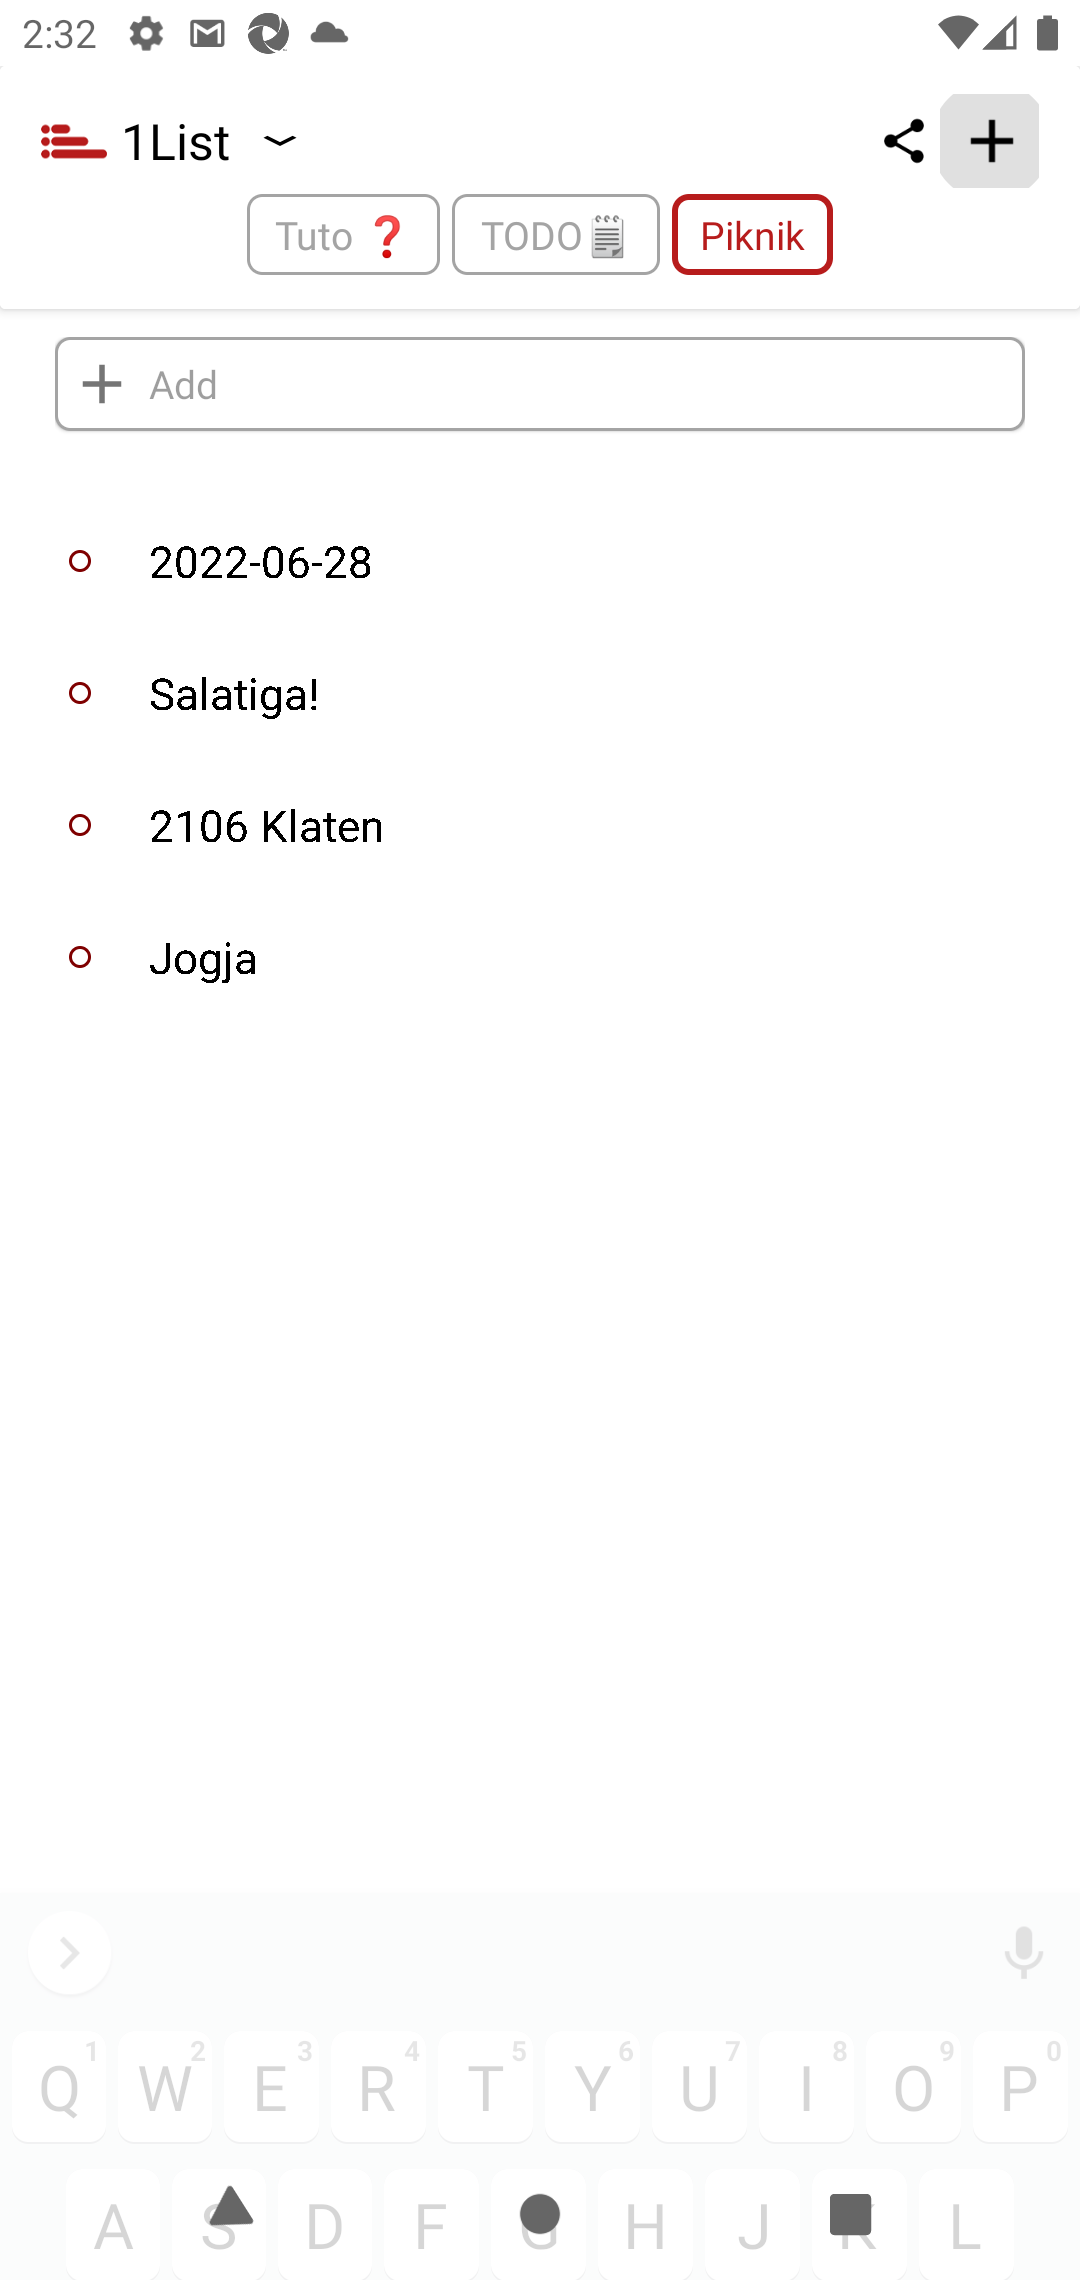 2:32
1List
Tuto ❓
TODO🗒️
Piknik
Add
2022-06-28
Salatiga!
2106 Klaten
Jogja
1 2 3 4 5 6 7 8 9 0
Q W E R T Y U I O P
A S D F G H J K L